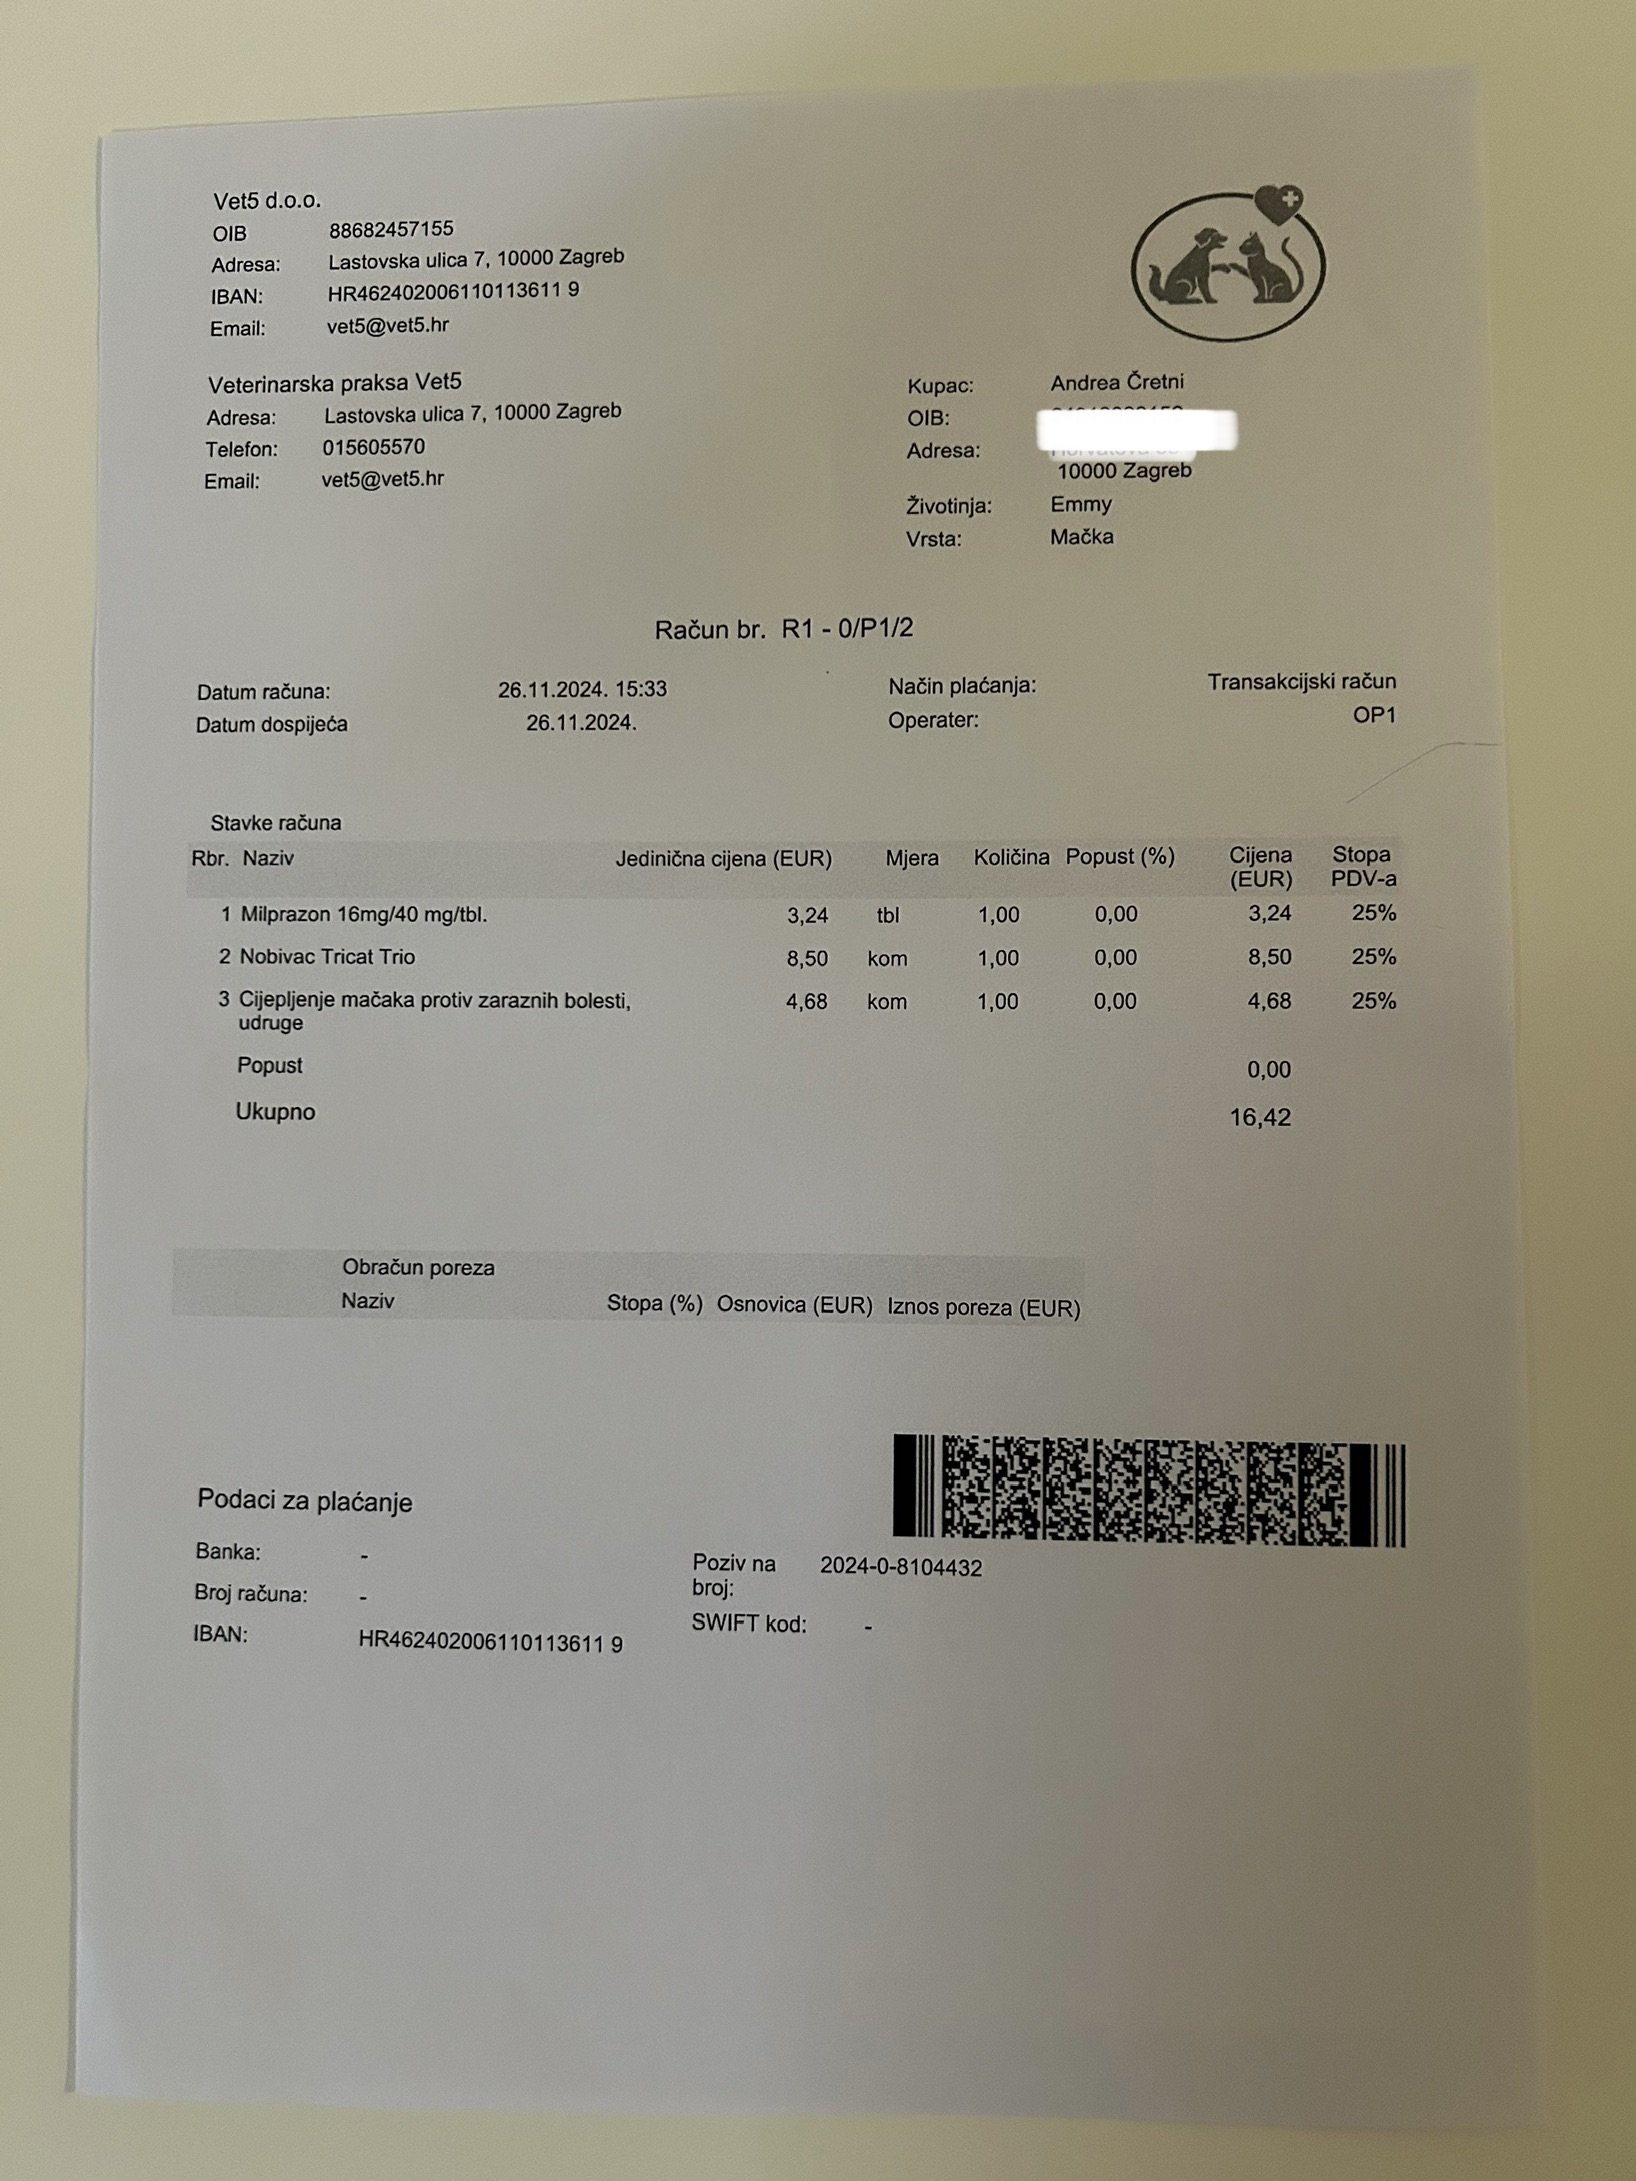 Vet5 d.o.o.
OIB 88682457155
Adresa: Lastovska ulica 7, 10000 Zagreb
IBAN: HR462402006110113611 9
Email: vet5@vet5.hr
Veterinarska praksa Vet5
Adresa: Lastovska ulica 7, 10000 Zagreb
Telefon: 015605570
Email: vet5@vet5.hr
Kupac: Andrea Čretni
OIB:
Adresa:
10000 Zagreb
Životinja: Emmy
Vrsta: Mačka
Račun br. R1 - 0/P1/2
Datum računa: 26.11.2024. 15:33
Datum dospijeća 26.11.2024.
Način plaćanja: Transakcijski račun
Operater: OP1
Stavke računa
Rbr. Naziv Jedinična cijena (EUR) Mjera Količina Popust (%) Cijena Stopa
(EUR) PDV-a
1 Milprazon 16mg/40 mg/tbl. 3,24 tbl 1,00 0,00 3,24 25%
2 Nobivac Tricat Trio 8,50 kom 1,00 0,00 8,50 25%
3 Cijepljenje mačaka protiv zaraznih bolesti, 4,68 kom 1,00 0,00 4,68 25%
udruge
Popust 0,00
Ukupno 16,42
Obračun poreza
Naziv Stopa (%) Osnovica (EUR) Iznos poreza (EUR)
Podaci za plaćanje
Banka: -
Broj računa: -
IBAN: HR462402006110113611 9
Poziv na 2024-0-8104432
broj:
SWIFT kod: -